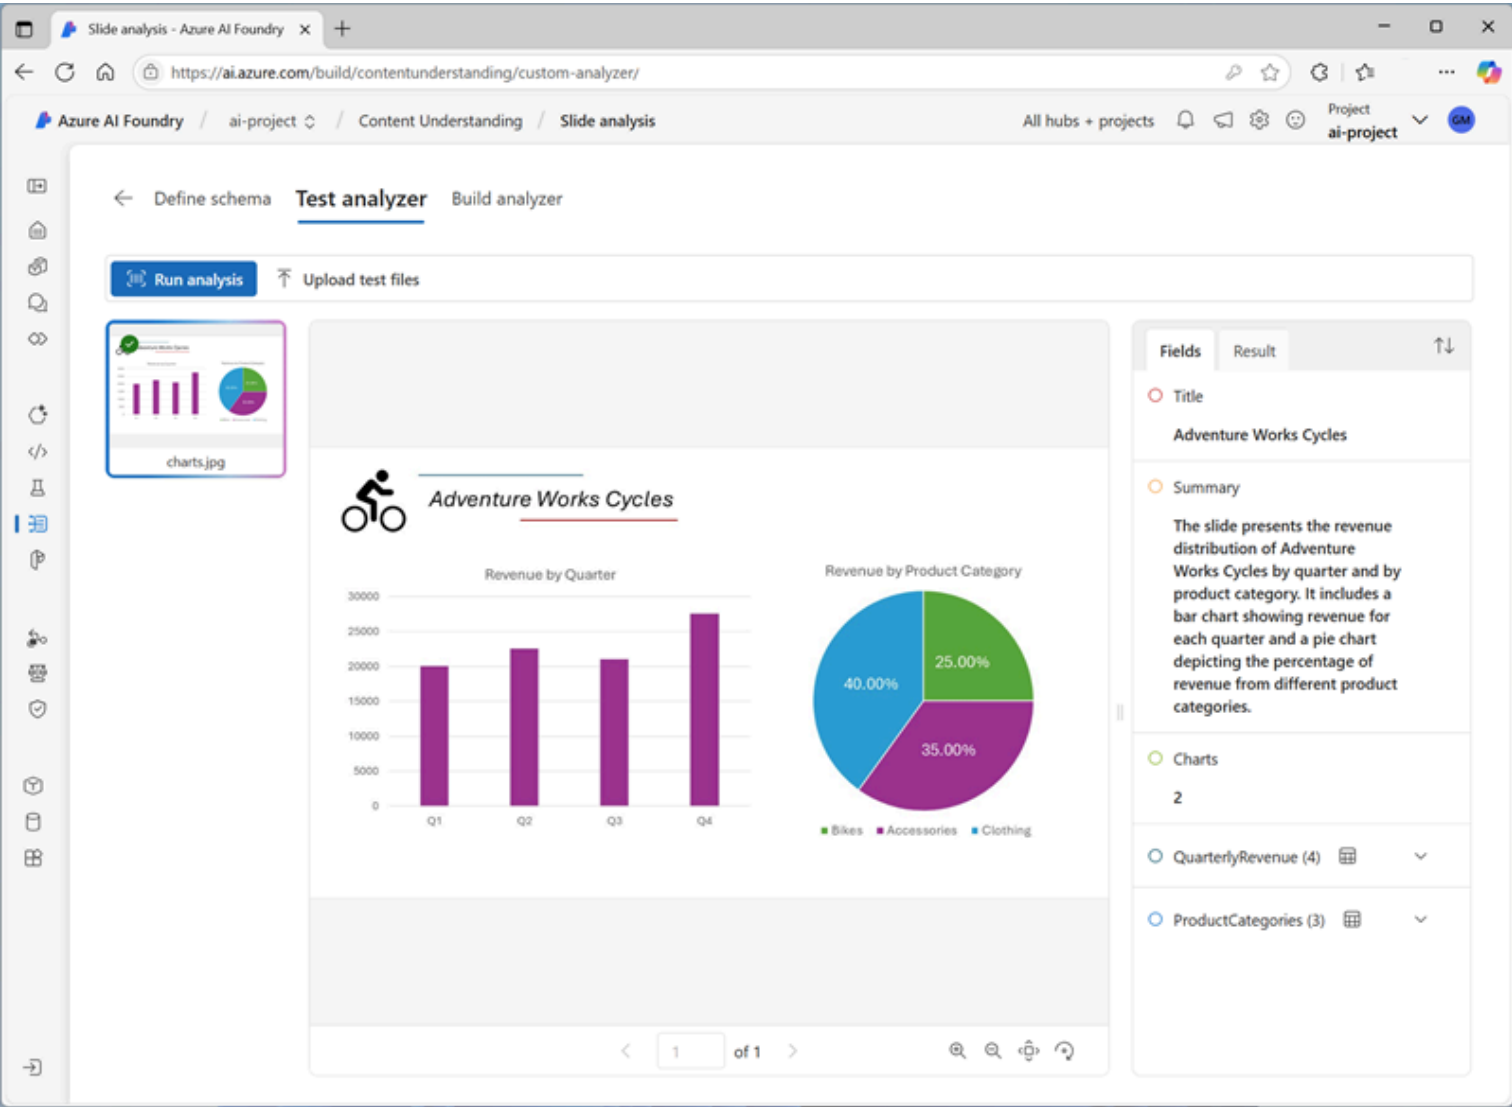 Slide analysis - Azure AI Foundry
https://ai.azure.com/build/contentunderstanding/custom-analyzer/
Azure AI Foundry / ai-project / Content Understanding / Slide analysis
All hubs + projects
Project
ai-project
GM
Define schema
Test analyzer
Build analyzer
Run analysis
Upload test files
charts.jpg
Adventure Works Cycles
Revenue by Quarter
30000
25000
20000
15000
10000
5000
0
Q1 Q2 Q3 Q4
Revenue by Product Category
25.00%
40.00%
35.00%
Bikes Accessories Clothing
1 of 1
Fields
Result
Title
Adventure Works Cycles
Summary
The slide presents the revenue
distribution of Adventure
Works Cycles by quarter and by
product category. It includes a
bar chart showing revenue for
each quarter and a pie chart
depicting the percentage of
revenue from different product
categories.
Charts
2
QuarterlyRevenue (4)
ProductCategories (3)